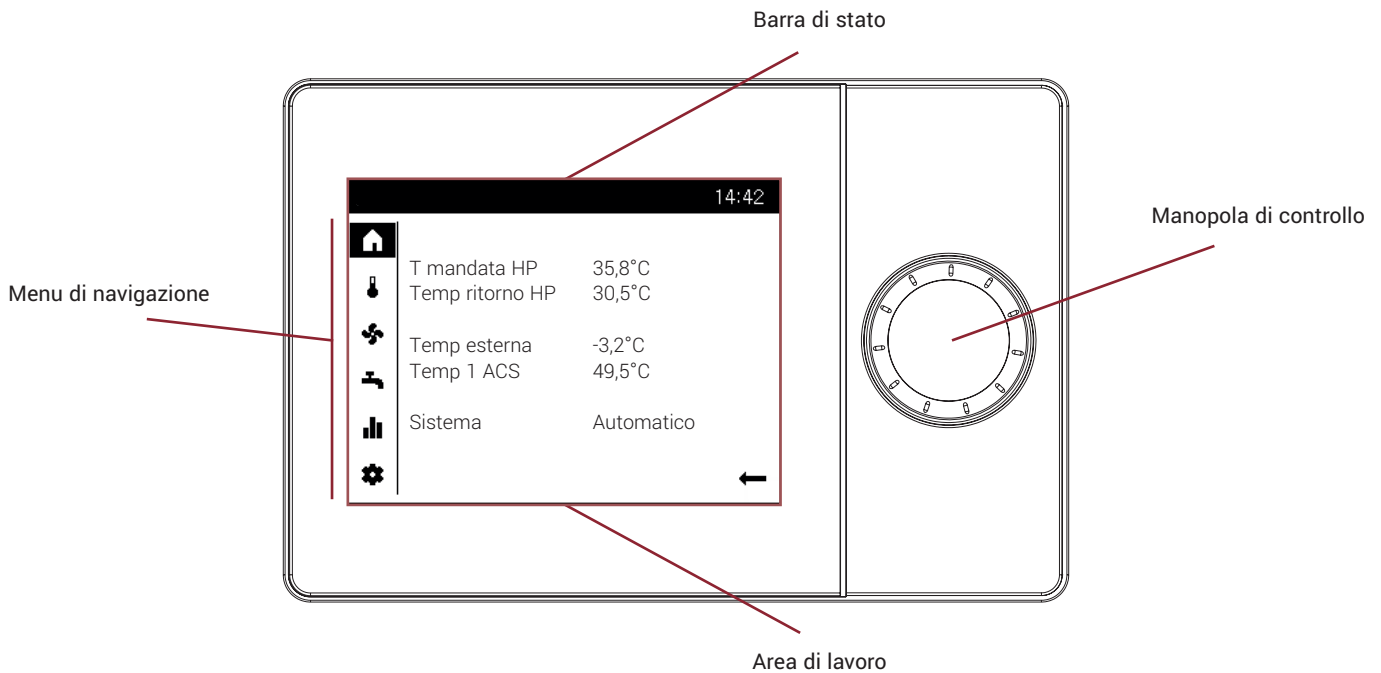 Barra di stato
14:42
Manopola di controllo
T mandata HP 35,8°C
Temp ritorno HP 30,5°C
Menu di navigazione
Temp esterna -3,2°C
Temp 1 ACS 49,5°C
Sistema Automatico
Area di lavoro